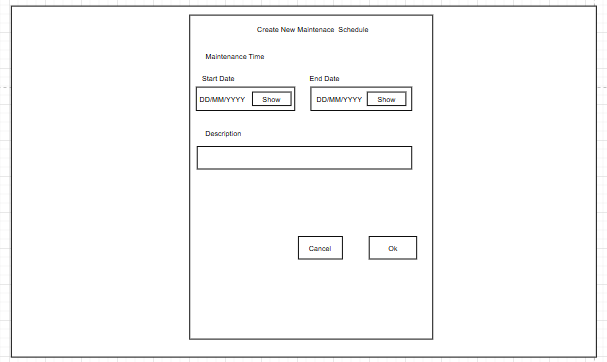 Create New Maintenace Schedule
Maintenance Time
Start Date End Date
DD/MM/YYYY Show DD/MM/YYYY Show
Description
Cancel Ok